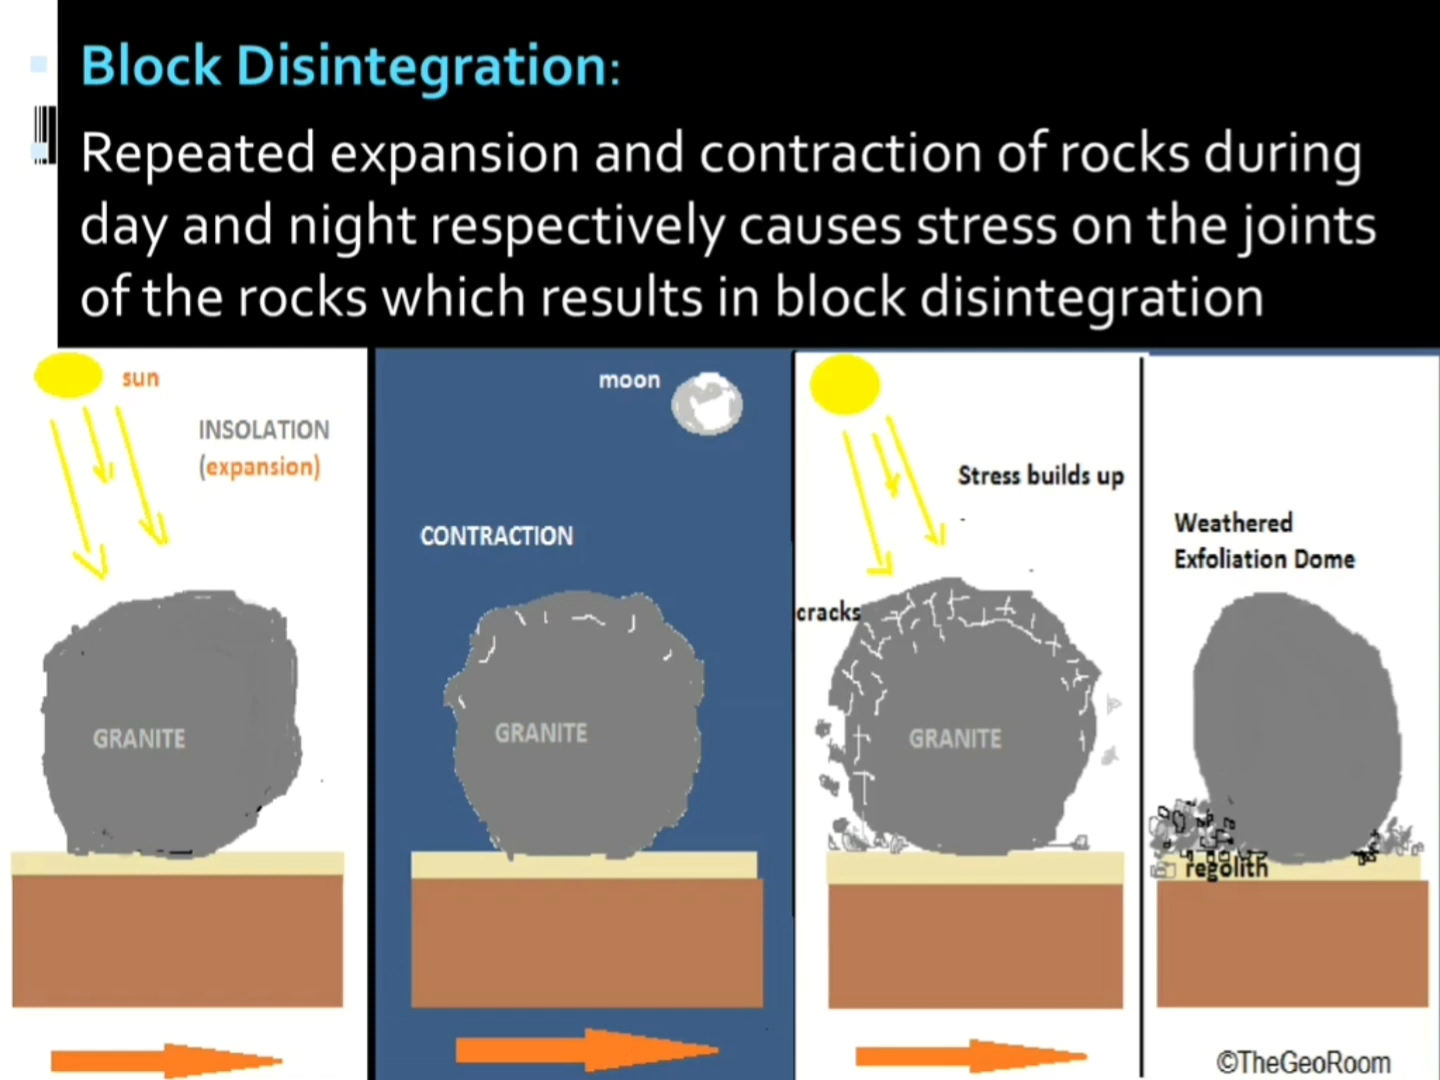 Block Disintegration:
Repeated expansion and contraction of rocks during
day and night respectively causes stress on the joints
of the rocks which results in block disintegration
sun
INSOLATION
(expansion)
GRANITE
moon
CONTRACTION
GRANITE
Stress builds up
cracks
GRANITE
Weathered
Exfoliation Dome
regolith
©TheGeoRoom